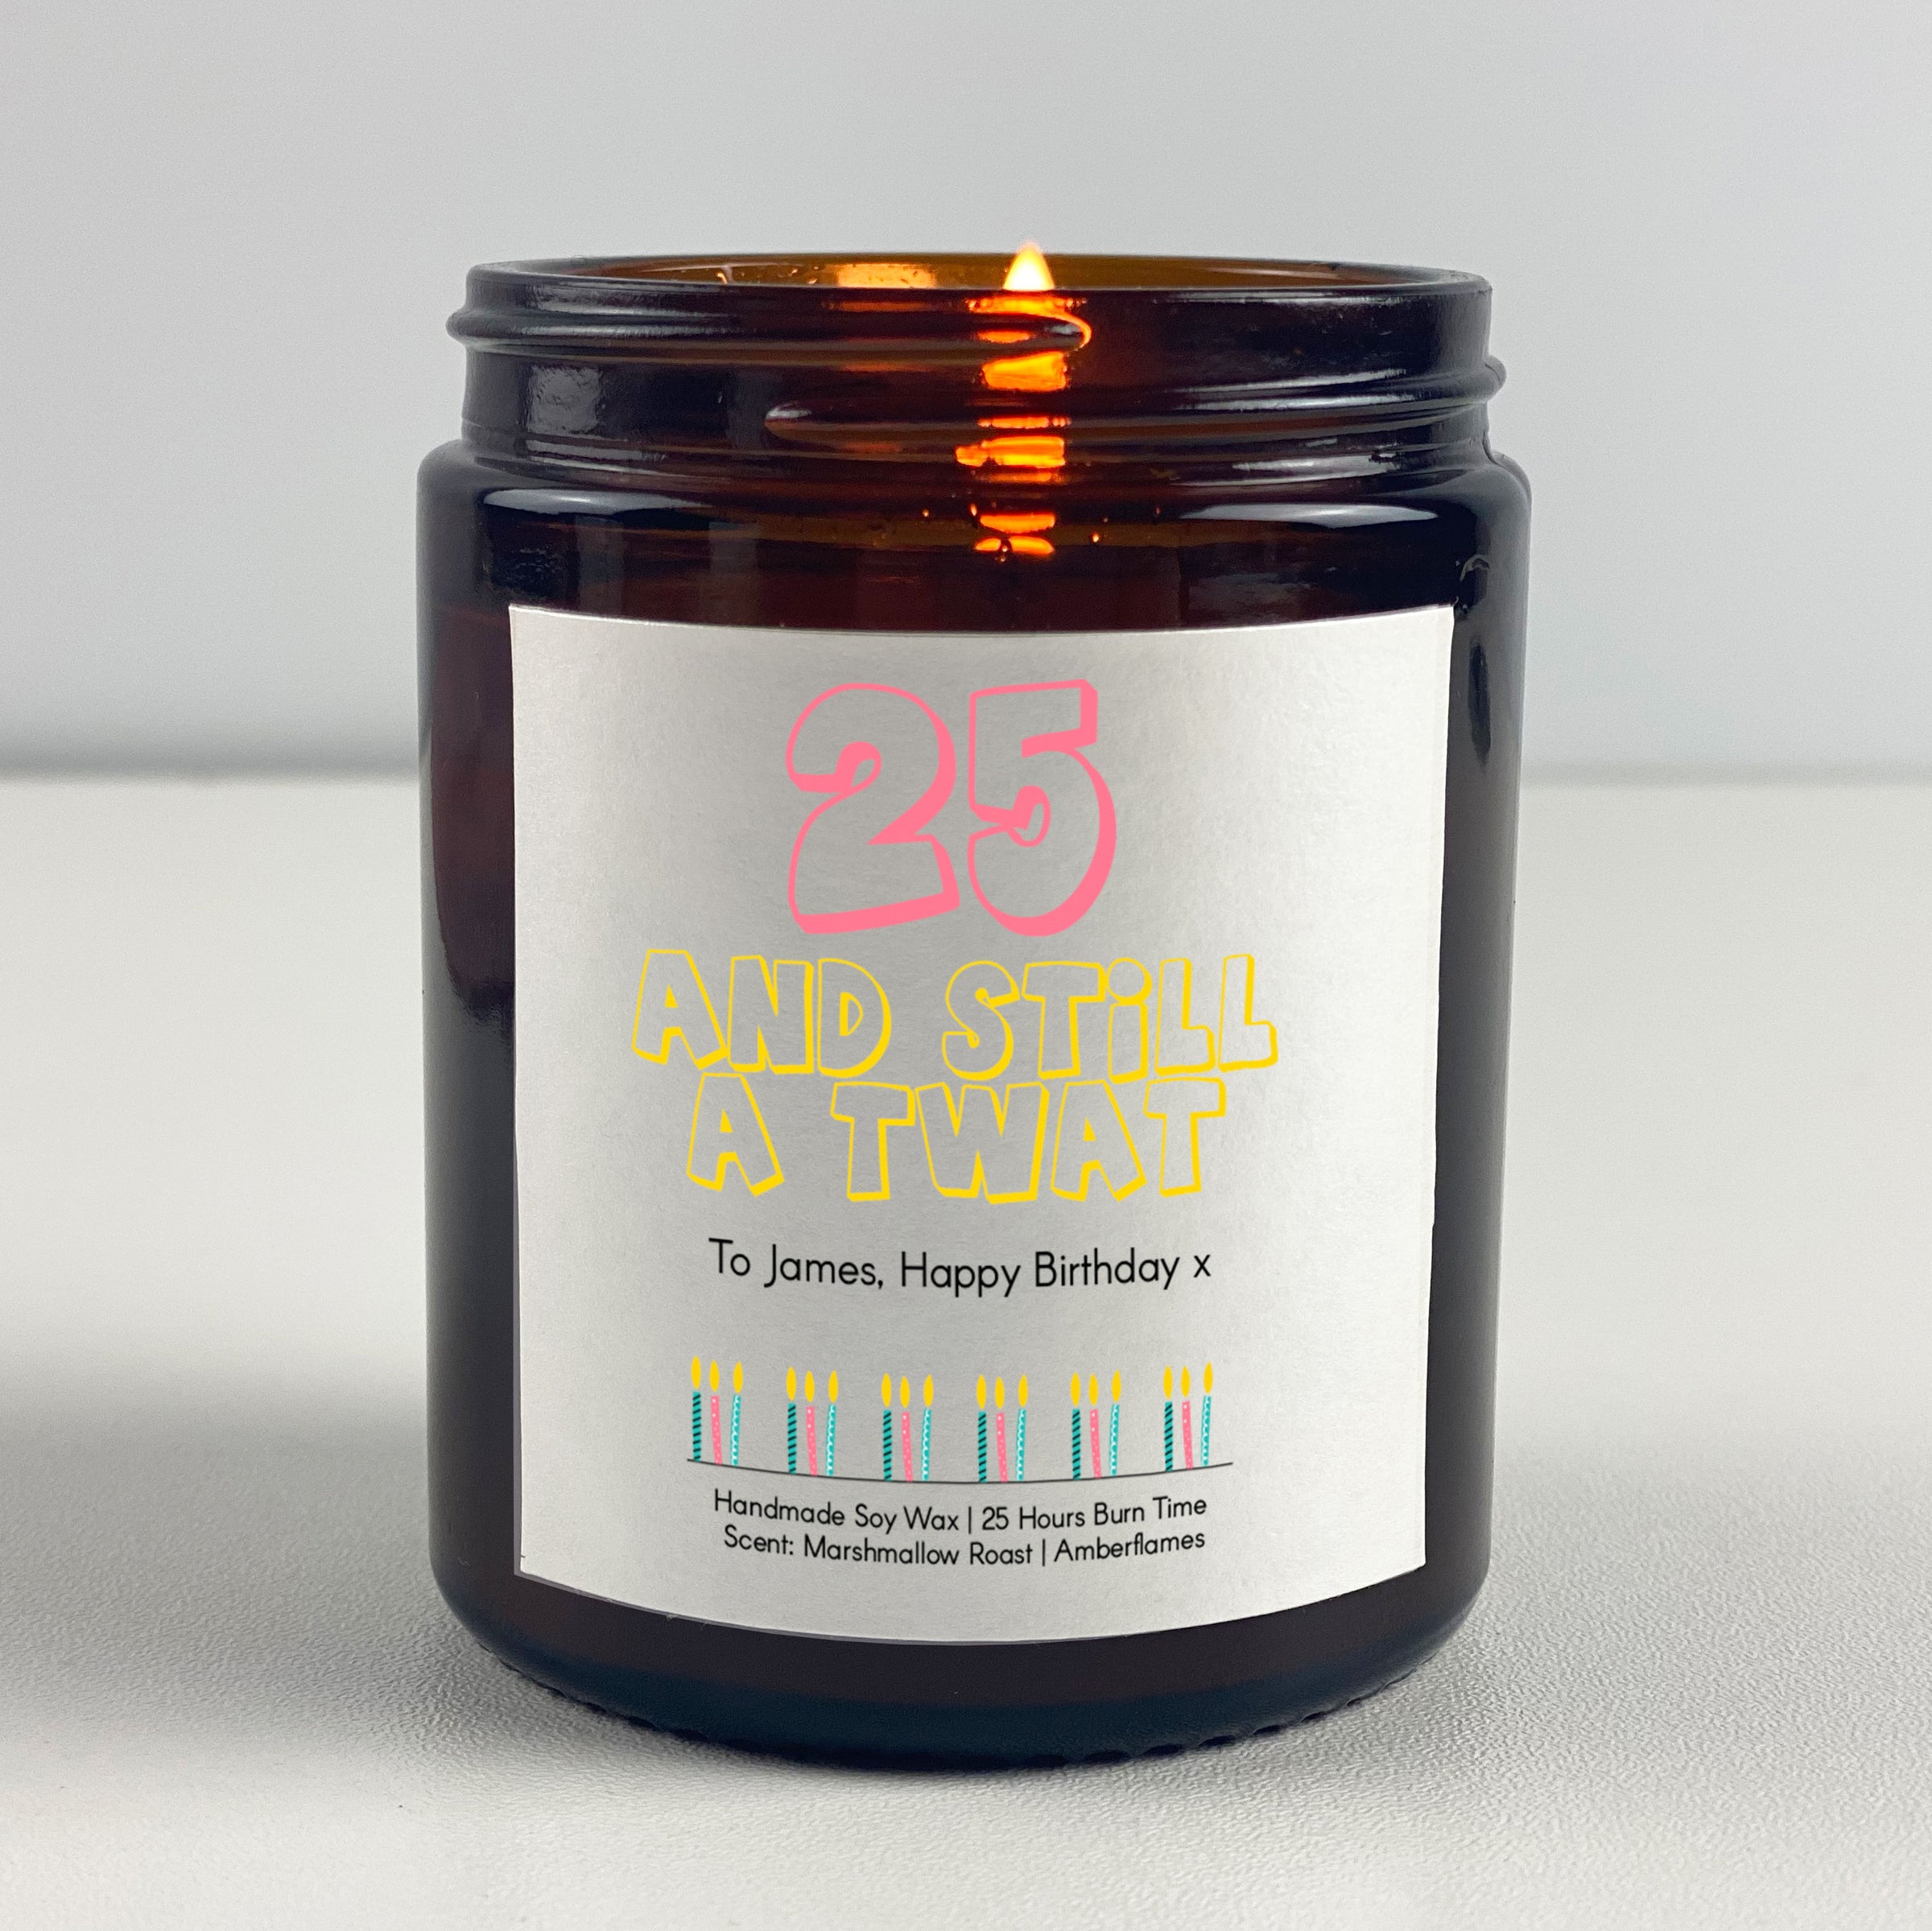 25
AND STiLL
A TWAT
To James, Happy Birthday x
Handmade Soy Wax | 25 Hours Burn Time
Scent: Marshmallow Roast | Amberflames